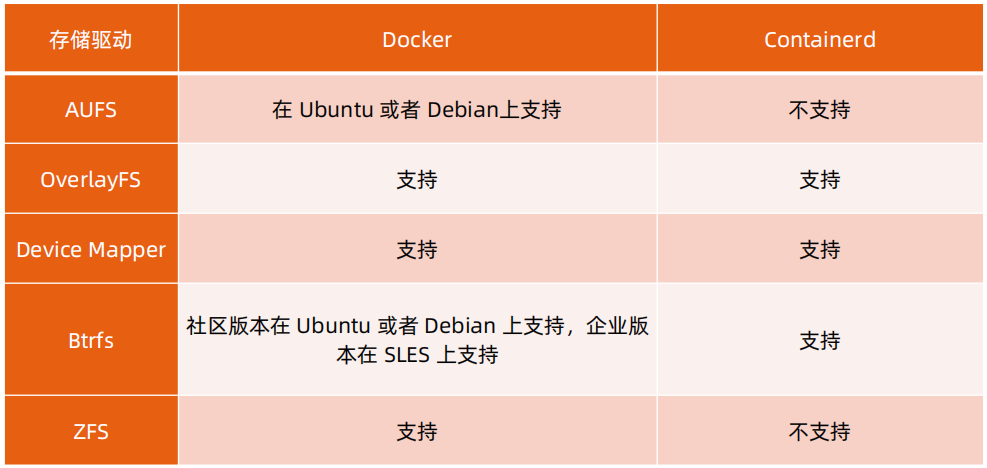 存储驱动 Docker Containerd
AUFS 在 Ubuntu 或者 Debian上支持 不支持
OverlayFS 支持 支持
Device Mapper 支持 支持
Btrfs 社区版本在 Ubuntu 或者 Debian 上支持，企业版
本在 SLES 上支持 支持
ZFS 支持 不支持